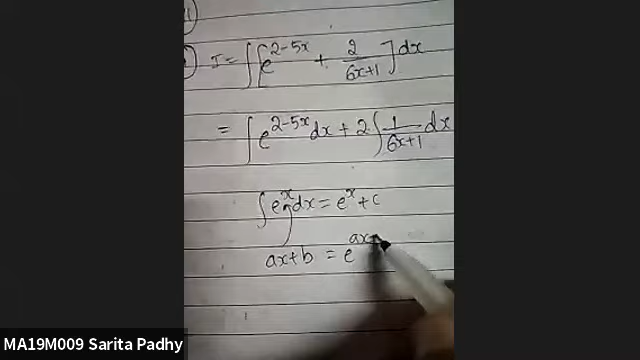 I = ∫[e^{2-5x} + 2/(6x+1)] dx
= ∫e^{2-5x} dx + 2∫1/(6x+1) dx
∫e^x dx = e^x + c
ax+b = e^{ax
MA19M009 Sarita Padhy